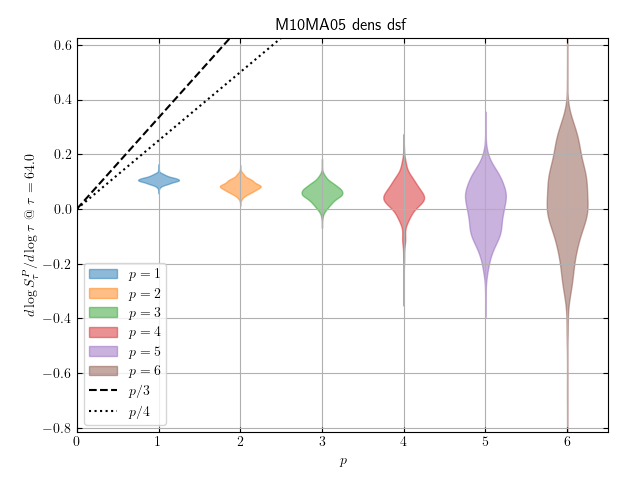 M10MA05 dens dsf
d log S_τ^P / d log τ @ τ = 64.0
0.6
0.4
0.2
0.0
−0.2
−0.4
−0.6
−0.8
p = 1
p = 2
p = 3
p = 4
p = 5
p = 6
p/3
p/4
0 1 2 3 4 5 6
p